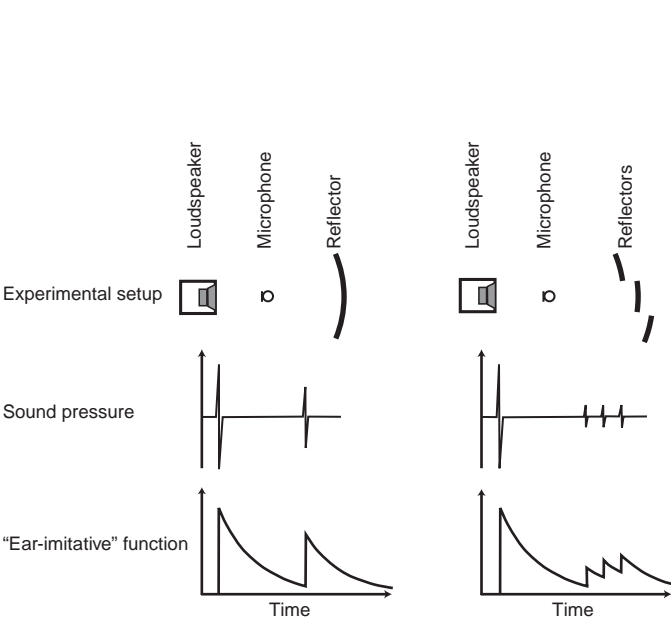 Loudspeaker
Microphone
Reflector
Loudspeaker
Microphone
Reflectors
Experimental setup
Sound pressure
“Ear-imitative” function
Time
Time